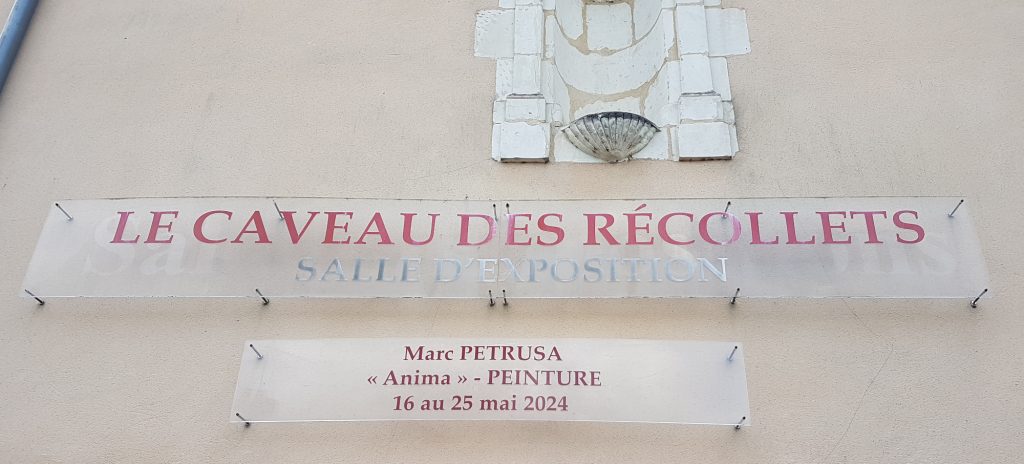 LE CAVEAU DES RÉCOLLETS
SALLE D'EXPOSITION
Marc PETRUSA
« Anima » - PEINTURE
16 au 25 mai 2024